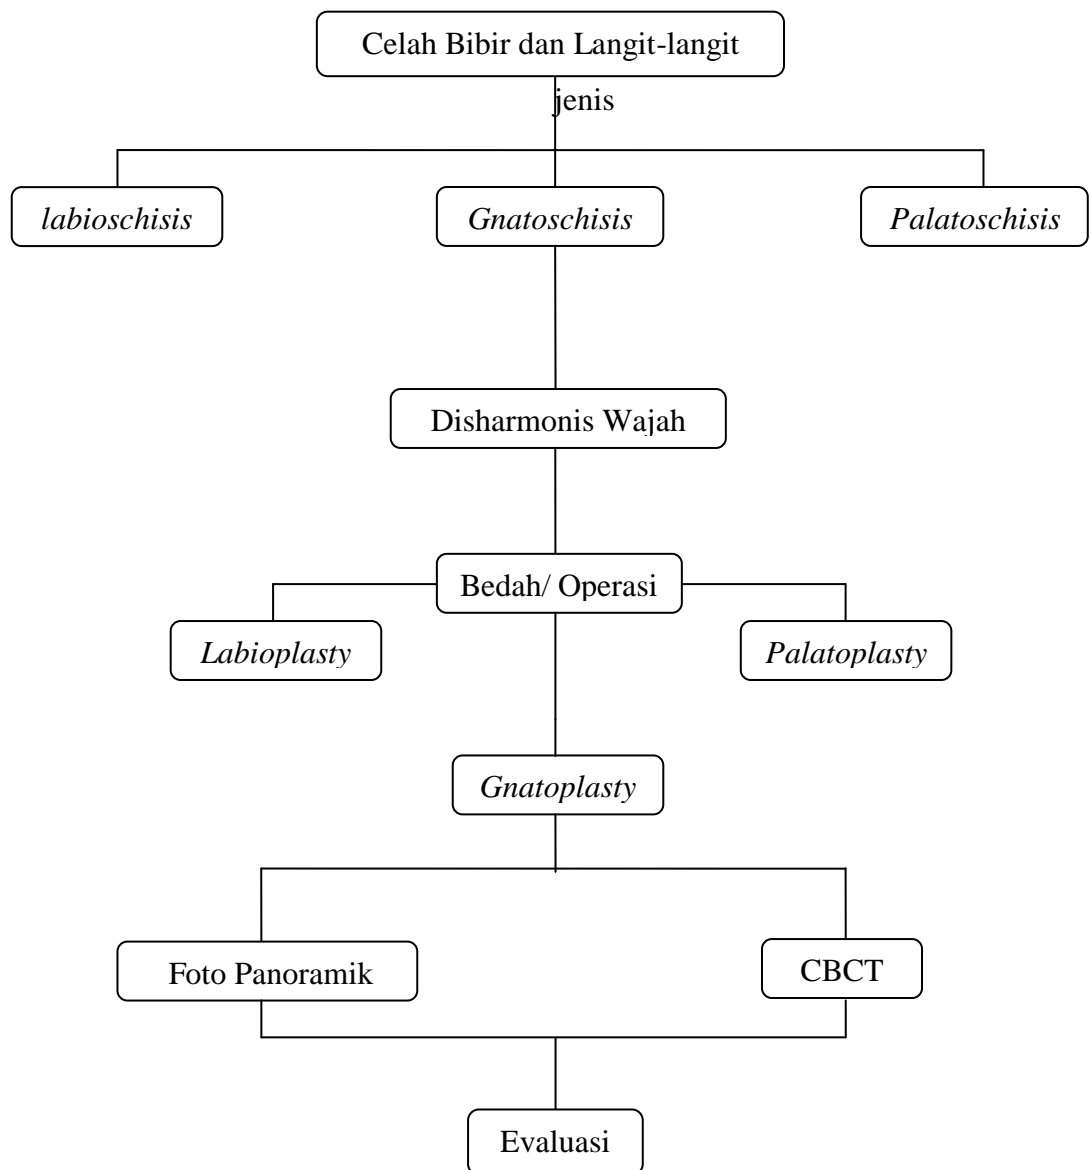 Celah Bibir dan Langit-langit
jenis
labioschisis
Gnatoschisis
Palatoschisis
Disharmonis Wajah
Bedah/ Operasi
Labioplasty
Palatoplasty
Gnatoplasty
Foto Panoramik
CBCT
Evaluasi